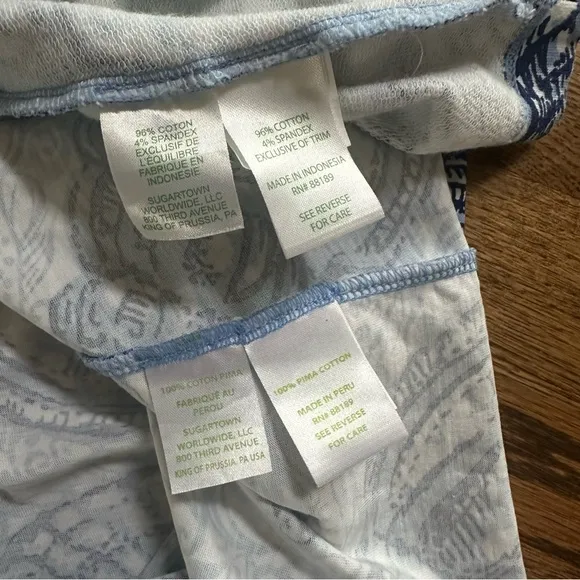 96% COTON
4% SPANDEX
EXCLUSIF DE
L'ÉQUILIBRE
FABRIQUE EN
INDONESIE
SUGARTOWN
WORLDWIDE, LLC
800 THIRD AVENUE
KING OF PRUSSIA, PA
96% COTTON
4% SPANDEX
EXCLUSIVE OF TRIM
MADE IN INDONESIA
RN# 88189
SEE REVERSE
FOR CARE
100% COTON PIMA
FABRIQUÉ AU
PEROU
SUGARTOWN
WORLDWIDE, LLC
800 THIRD AVENUE
KING OF PRUSSIA, PA USA
100% PIMA COTTON
MADE IN PERU
RN# 88189
SEE REVERSE
FOR CARE